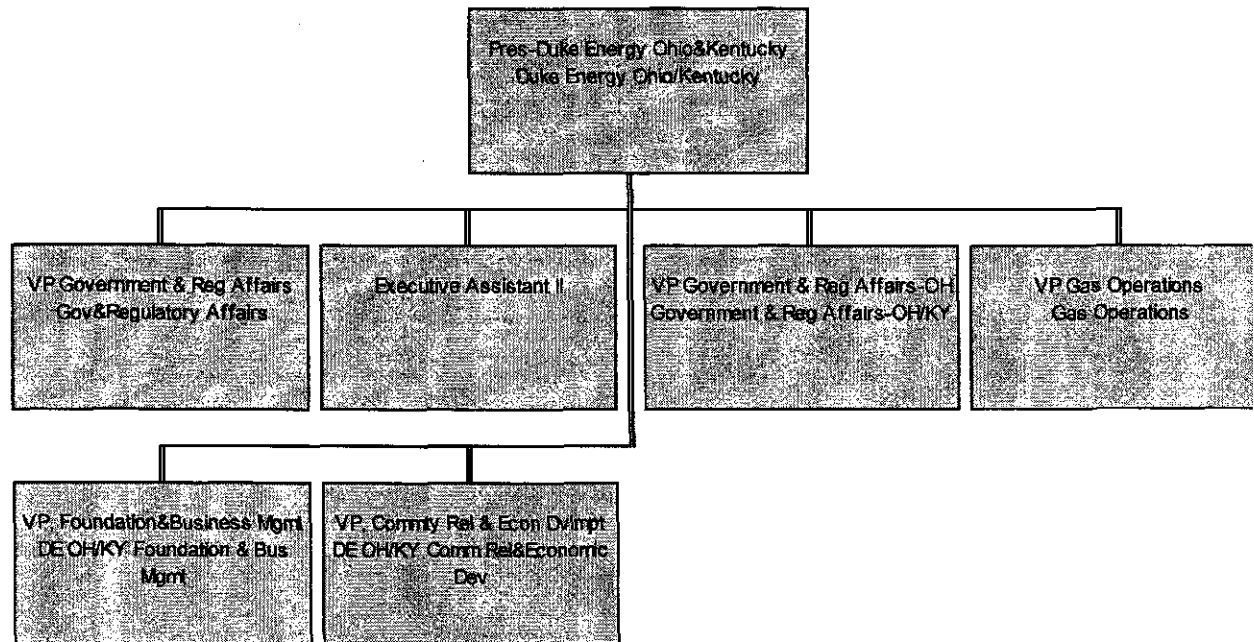 Pres-Duke Energy Ohio&Kentucky
Duke Energy Ohio/Kentucky
VP Government & Reg Affairs
Gov&Regulatory Affairs
Executive Assistant II
VP Government & Reg Affairs-OH
Government & Reg Affairs-OH/KY
VP Gas Operations
Gas Operations
VP, Foundation&Business Mgmt
DE OH/KY Foundation & Bus
Mgmt
VP, Commty Rel & Econ Dvlmpt
DE OH/KY Comm Rel&Economic
Dev